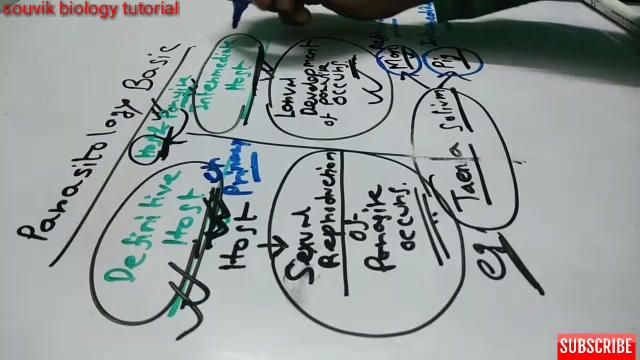 souvik biology tutorial
Parasitology Basic
Host Parasite
Definitive
Host
or
Primary
Host
Sexual
Reproduction
of
Parasite
occurs.
Intermediate
Host
Larval
Development
of parasite
occurs.
eg
Taenia Solium
Man
Pig
SUBSCRIBE